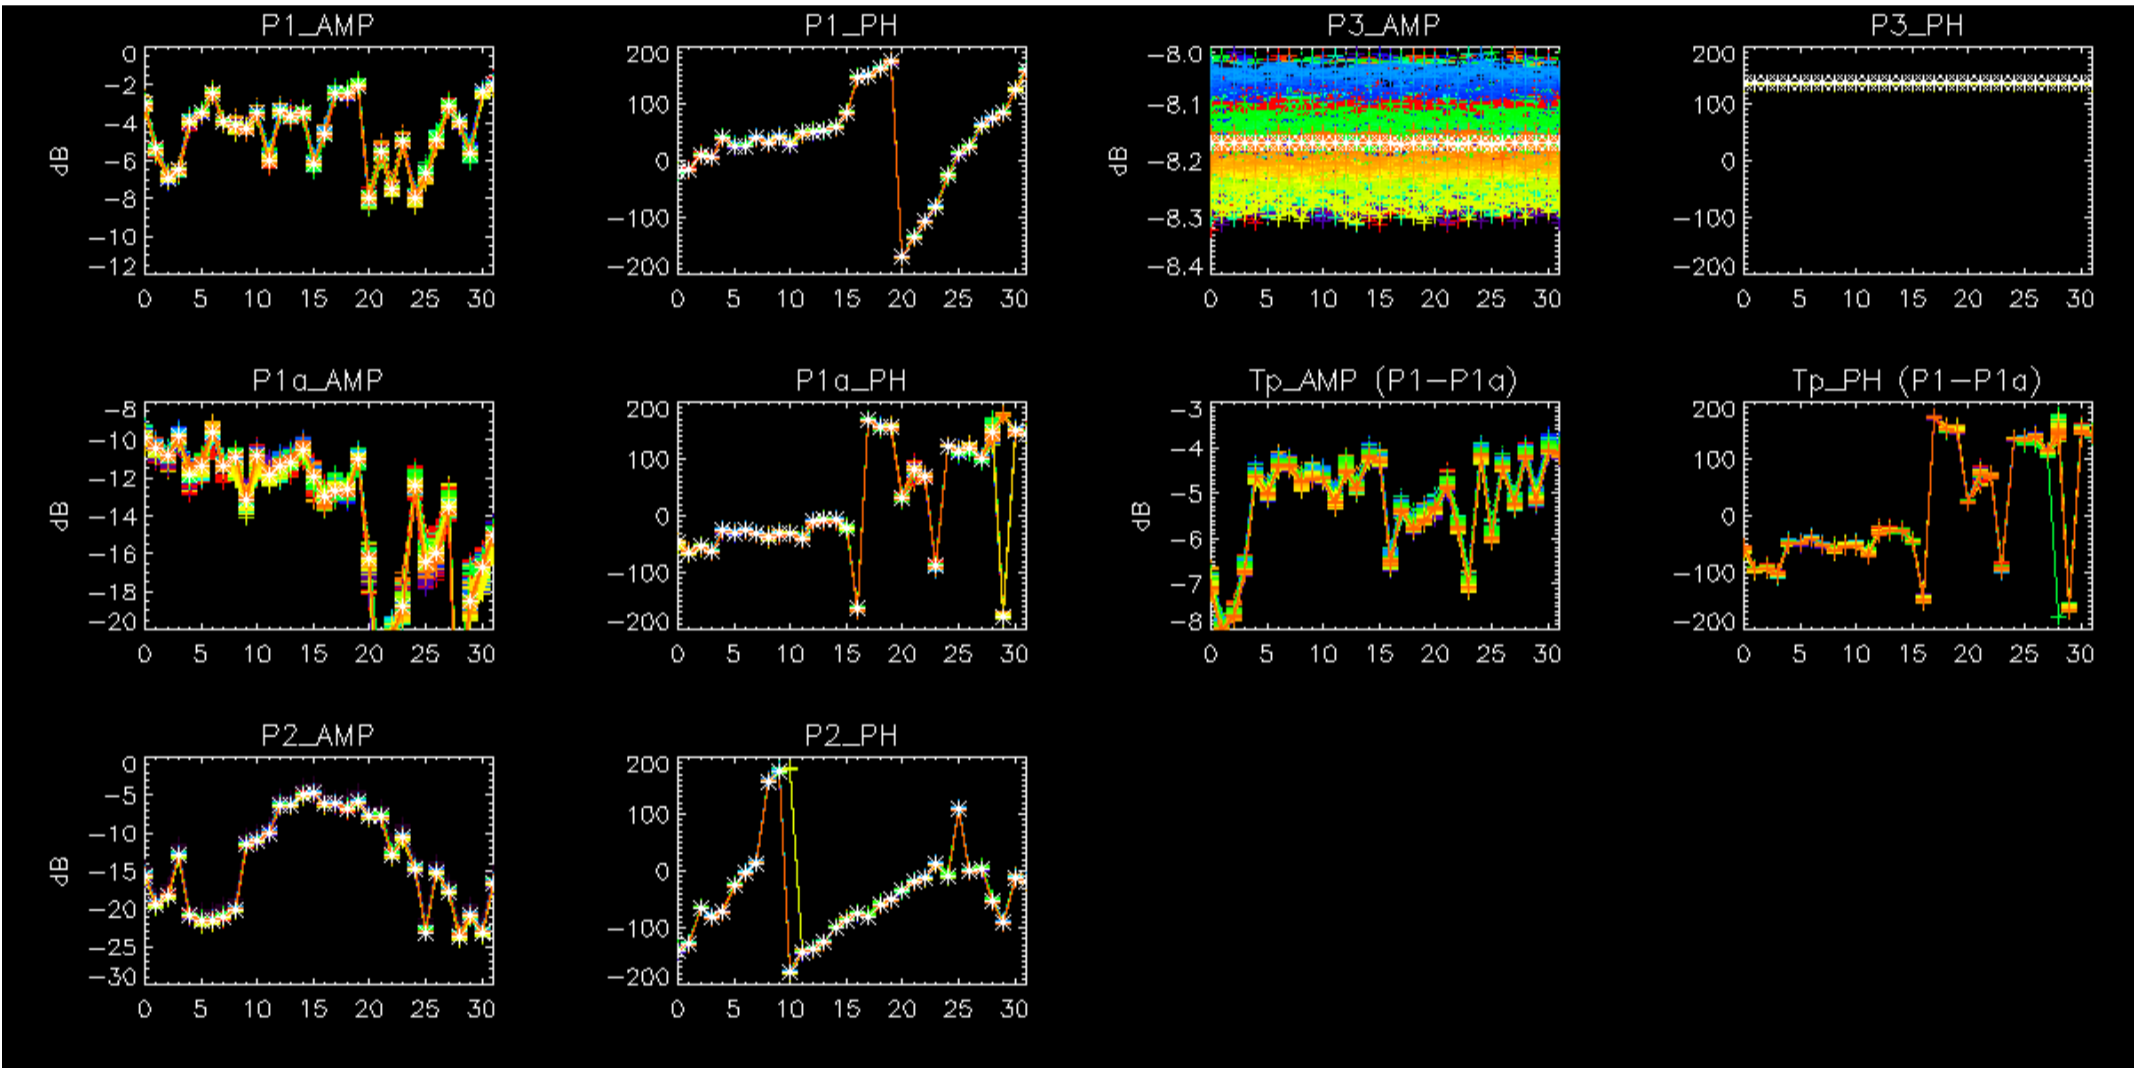 P1_AMP
dB
0
-2
-4
-6
-8
-10
-12
0 5 10 15 20 25 30
P1_PH
200
100
0
-100
-200
0 5 10 15 20 25 30
P3_AMP
dB
-8.0
-8.1
-8.2
-8.3
-8.4
0 5 10 15 20 25 30
P3_PH
200
100
0
-100
-200
0 5 10 15 20 25 30
P1a_AMP
dB
-8
-10
-12
-14
-16
-18
-20
0 5 10 15 20 25 30
P1a_PH
200
100
0
-100
-200
0 5 10 15 20 25 30
Tp_AMP (P1-P1a)
dB
-3
-4
-5
-6
-7
-8
0 5 10 15 20 25 30
Tp_PH (P1-P1a)
200
100
0
-100
-200
0 5 10 15 20 25 30
P2_AMP
dB
0
-5
-10
-15
-20
-25
-30
0 5 10 15 20 25 30
P2_PH
200
100
0
-100
-200
0 5 10 15 20 25 30